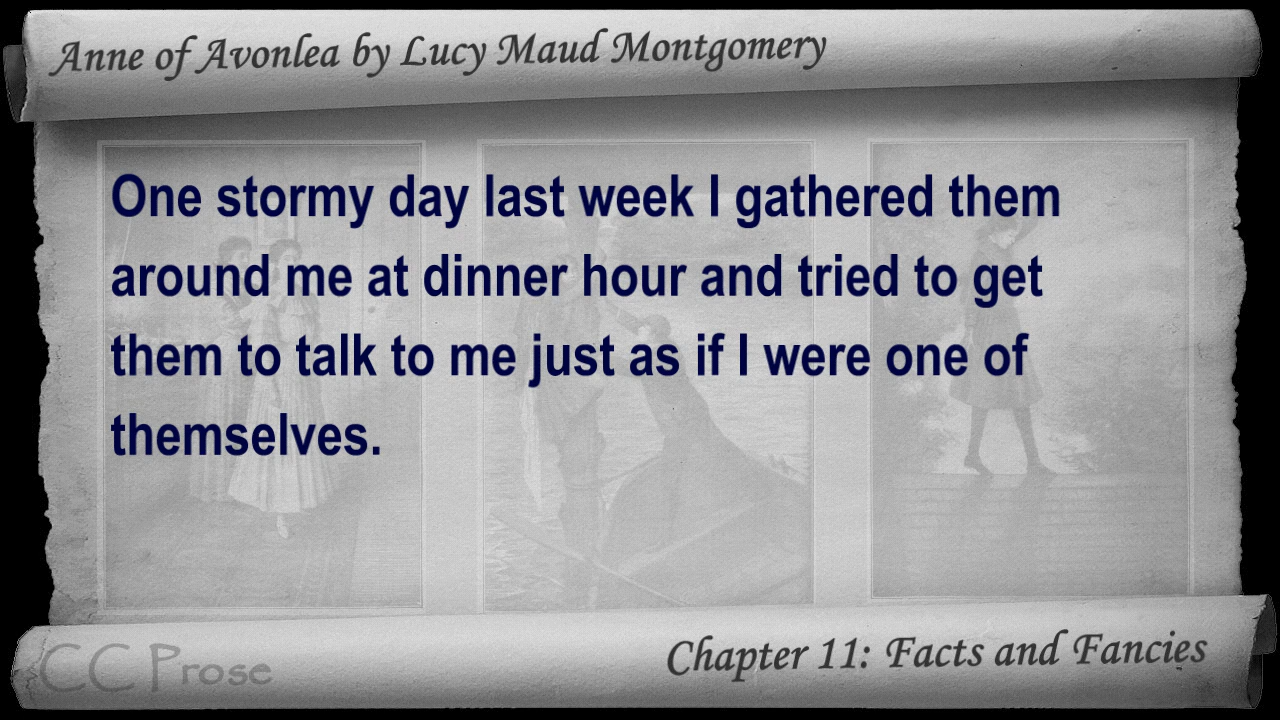 Anne of Avonlea by Lucy Maud Montgomery
One stormy day last week I gathered them
around me at dinner hour and tried to get
them to talk to me just as if I were one of
themselves.
CC Prose
Chapter 11: Facts and Fancies